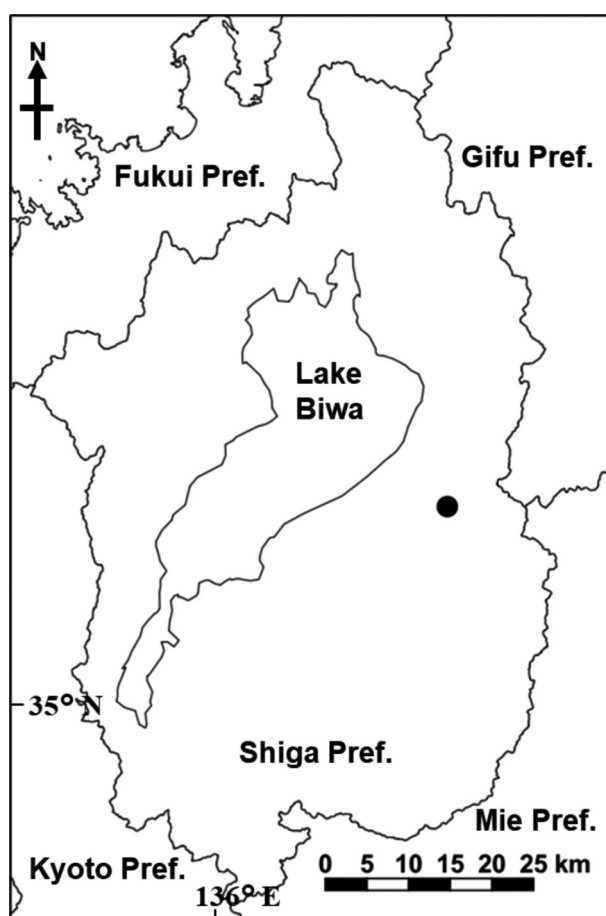 N
Fukui Pref.
Gifu Pref.
Lake
Biwa
35° N
Shiga Pref.
Mie Pref.
Kyoto Pref.
0 5 10 15 20 25 km
136° E